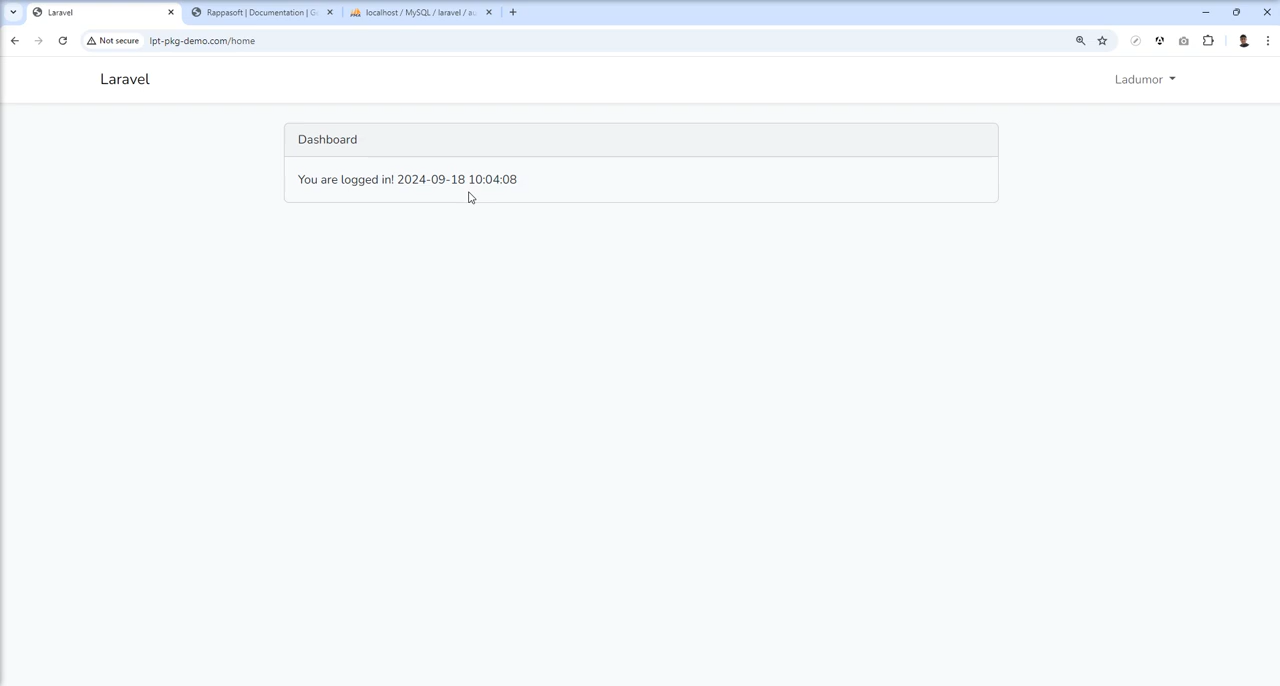 Laravel
Rappasoft | Documentation | G
localhost / MySQL / laravel / au
Not secure
lpt-pkg-demo.com/home
Laravel
Ladumor
Dashboard
You are logged in! 2024-09-18 10:04:08